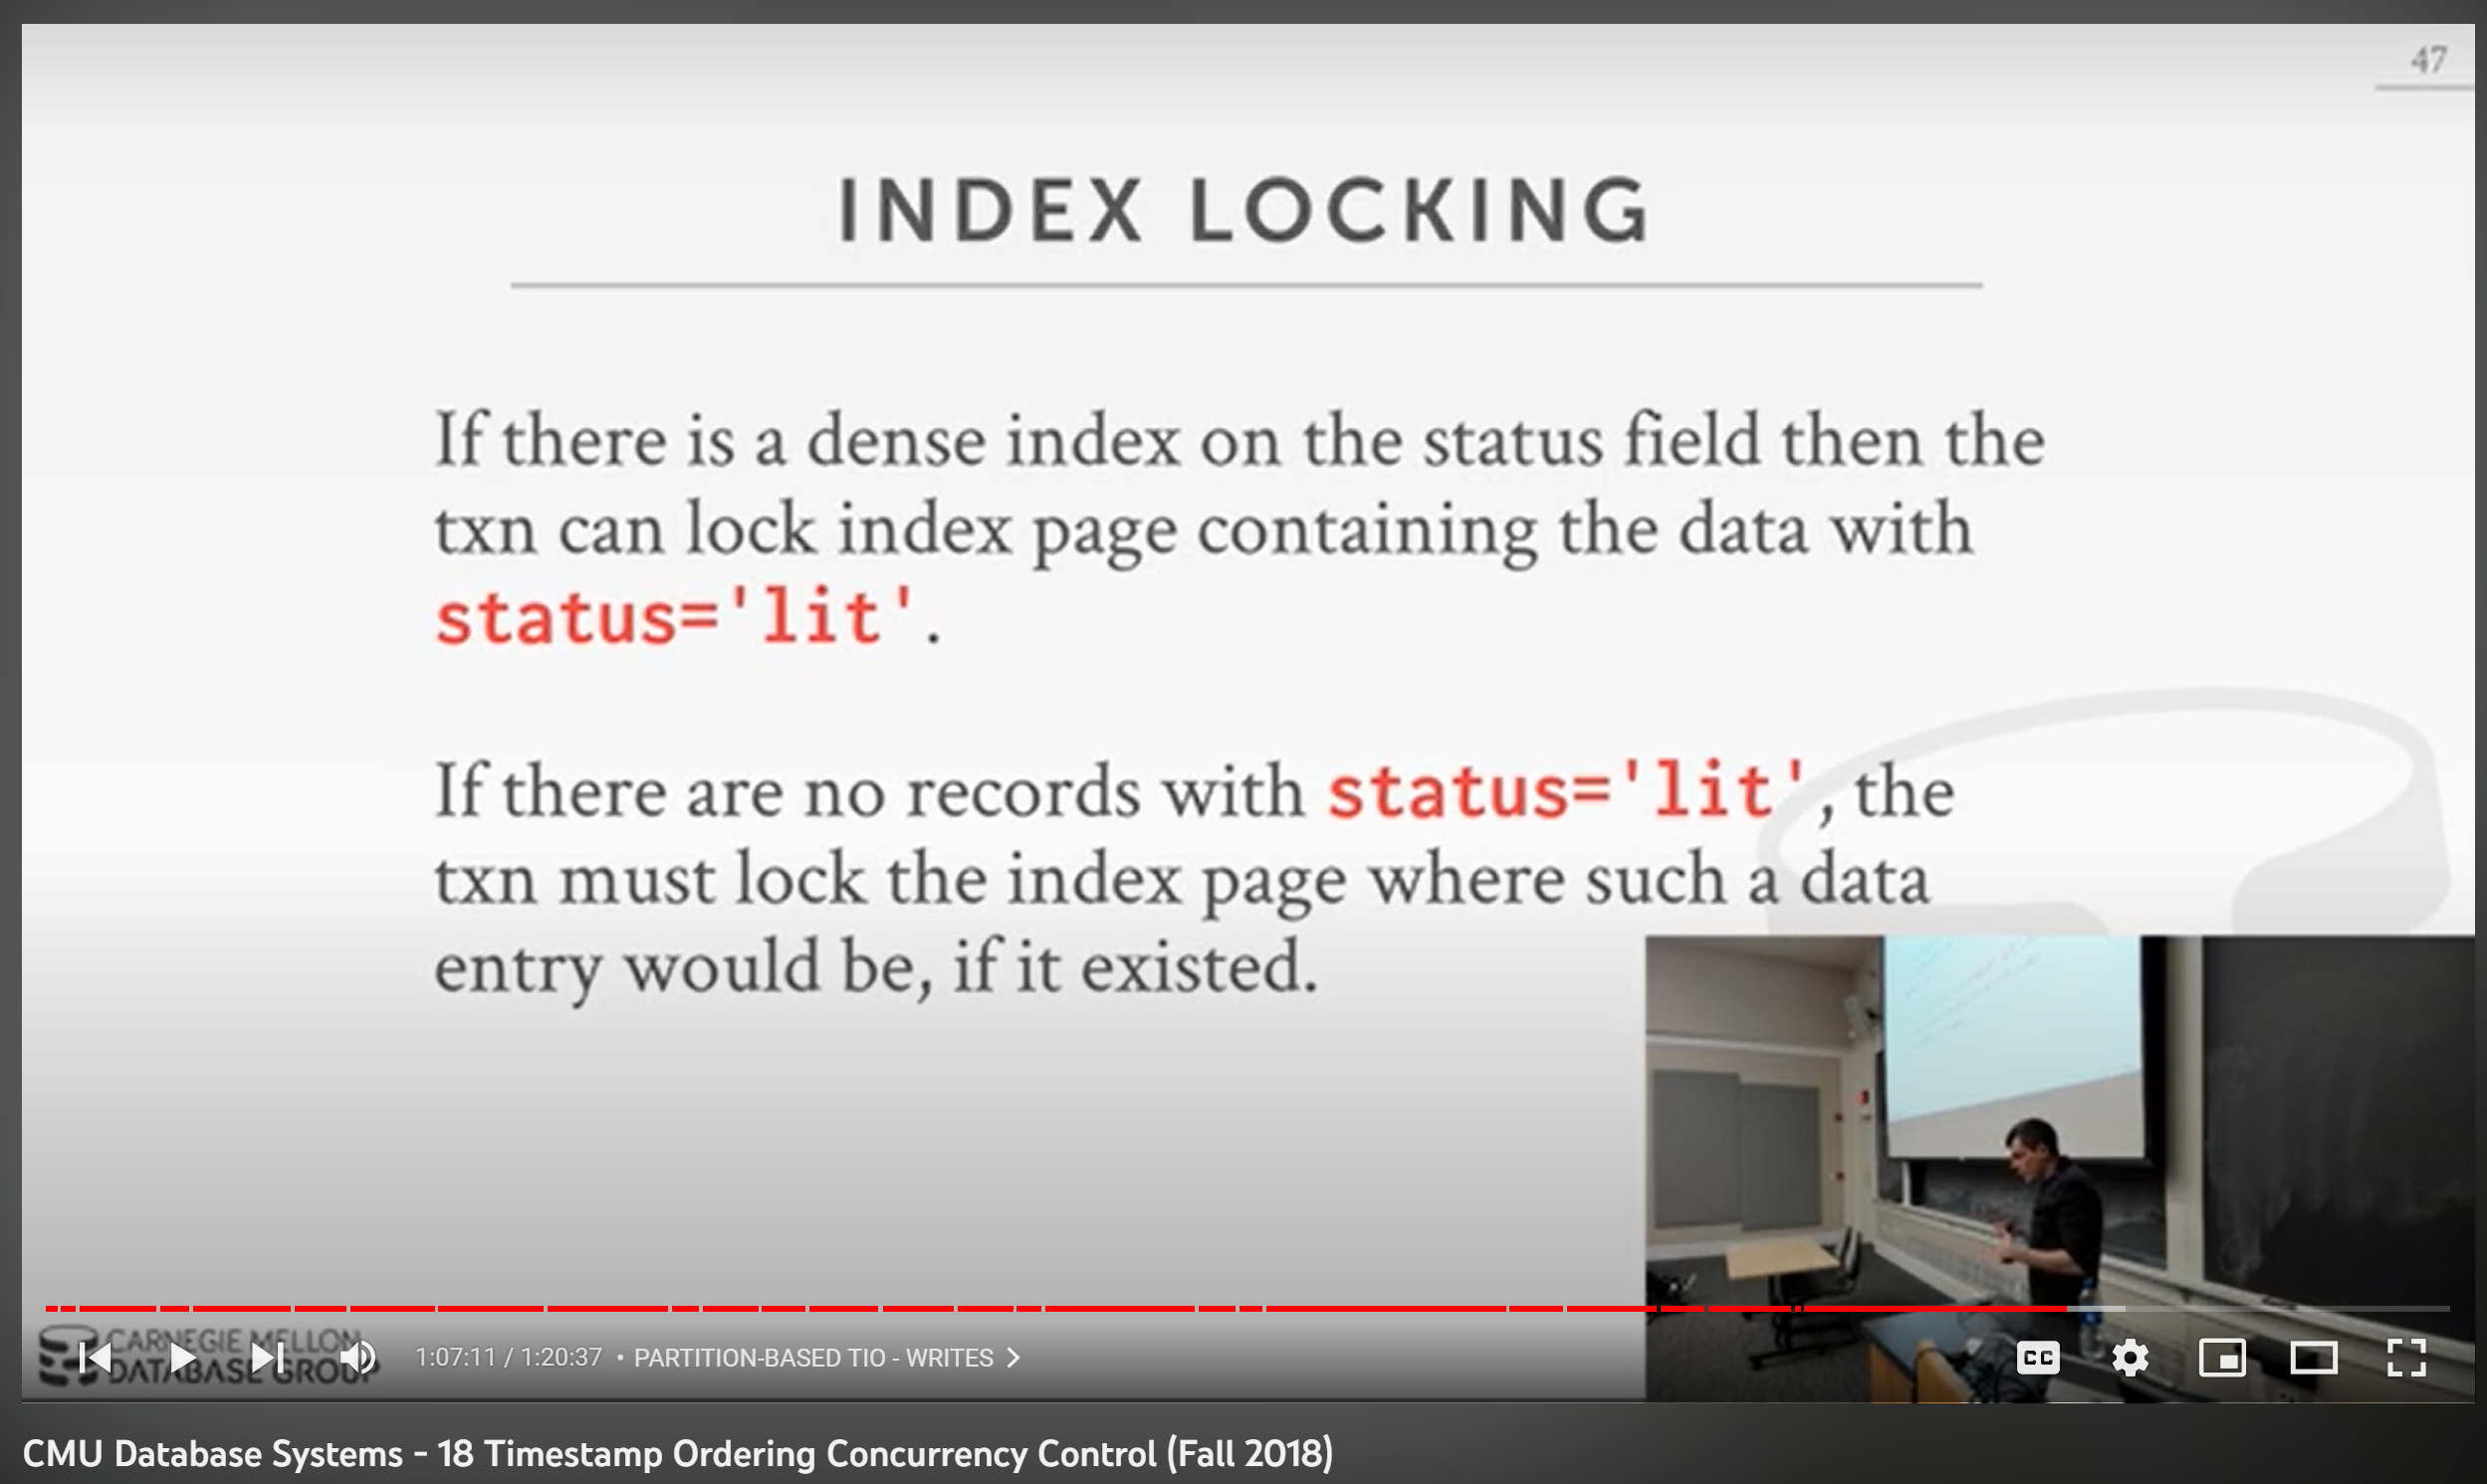 47
INDEX LOCKING
If there is a dense index on the status field then the
txn can lock index page containing the data with
status='lit'.
If there are no records with status='lit', the
txn must lock the index page where such a data
entry would be, if it existed.
CARNEGIE MELLON
DATABASE GROUP
1:07:11 / 1:20:37 • PARTITION-BASED TIO - WRITES
CC
CMU Database Systems - 18 Timestamp Ordering Concurrency Control (Fall 2018)